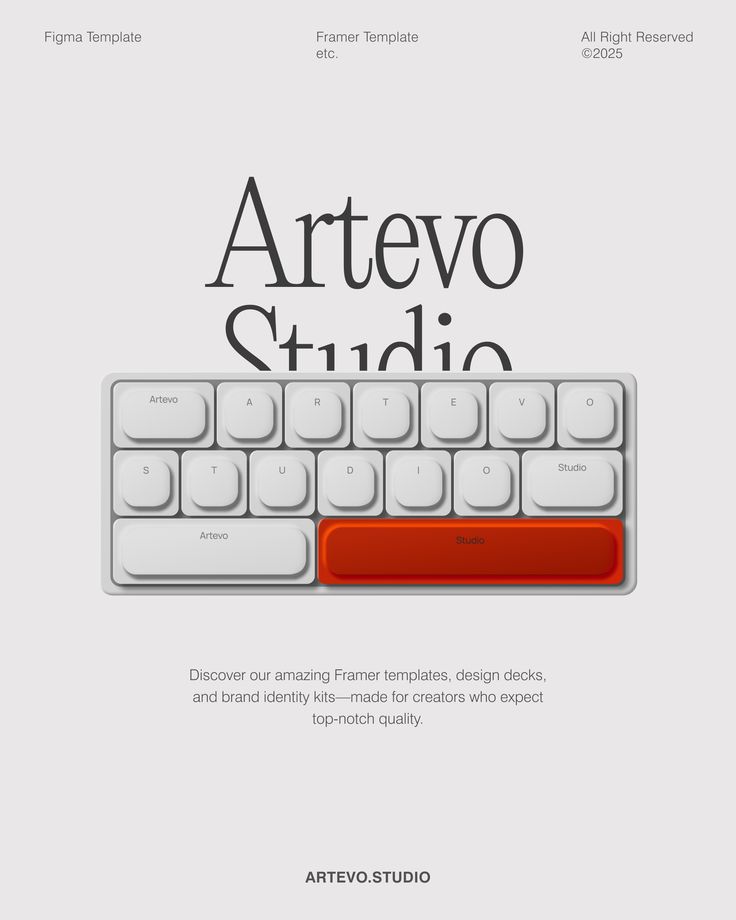 Figma Template
Framer Template
etc.
All Right Reserved
©2025
Artevo
Studio
Artevo
A
R
T
E
V
O
S
T
U
D
I
O
Studio
Artevo
Studio
Discover our amazing Framer templates, design decks,
and brand identity kits—made for creators who expect
top-notch quality.
ARTEVO.STUDIO